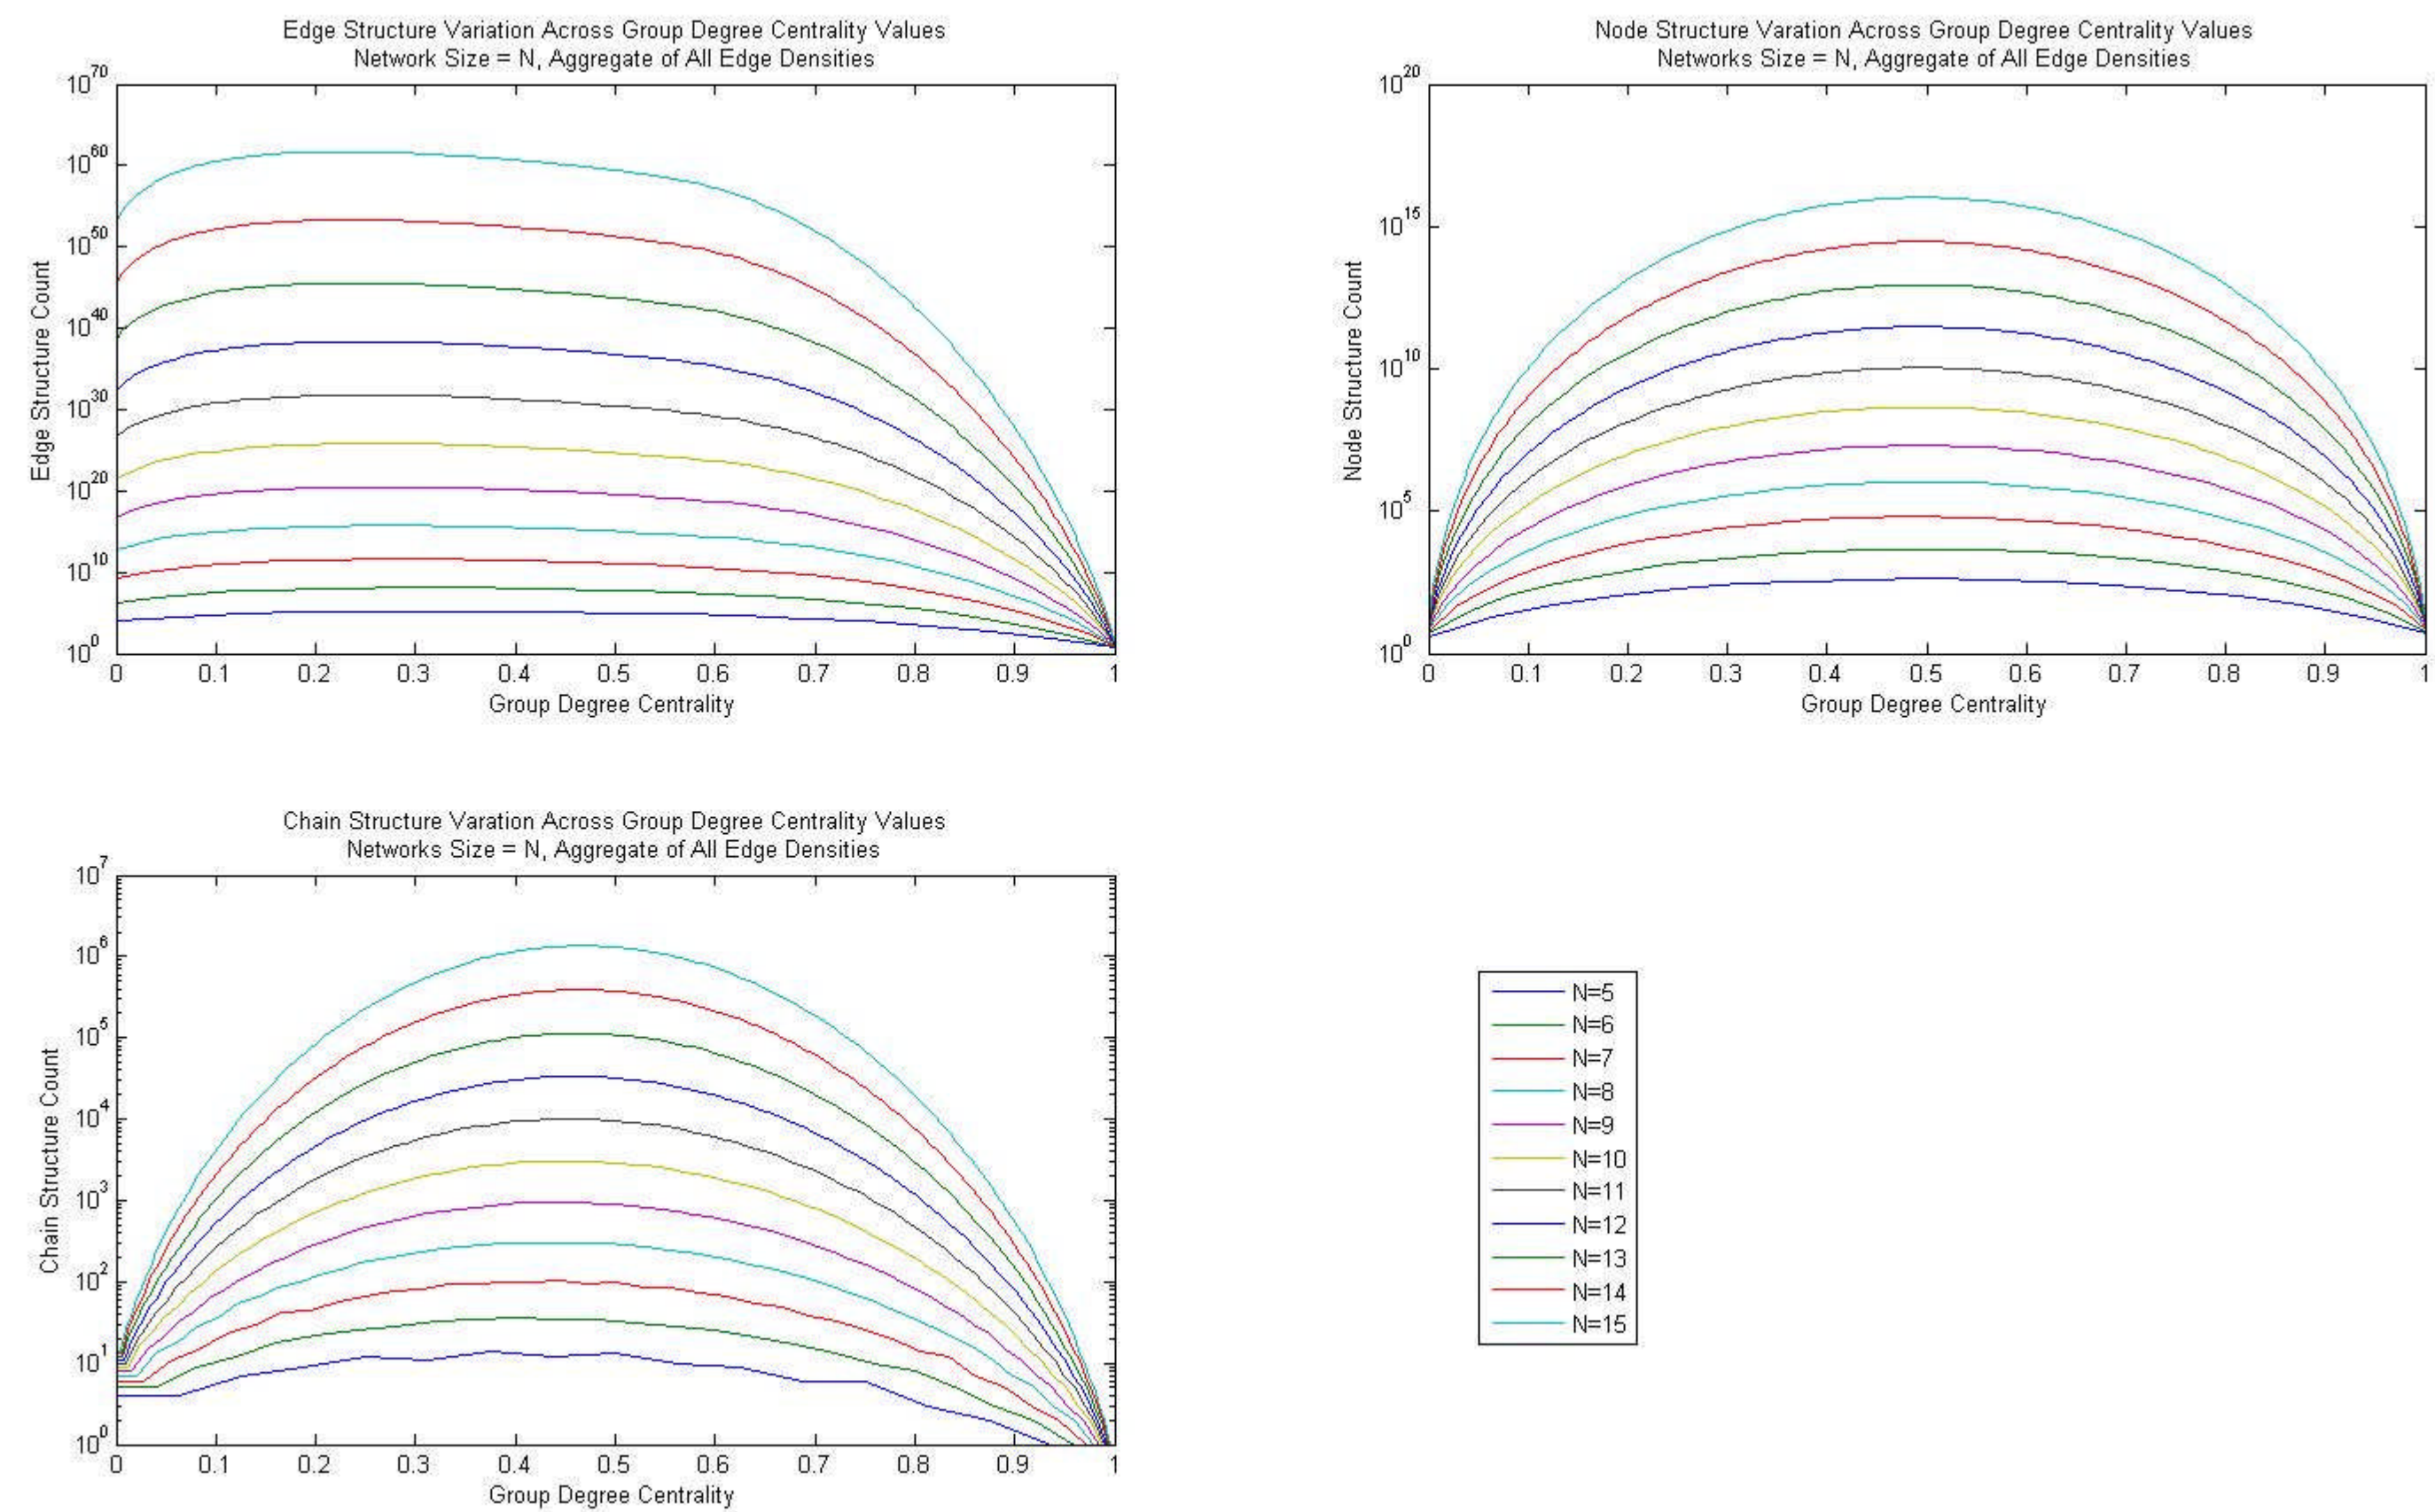 Edge Structure Variation Across Group Degree Centrality Values
Network Size = N, Aggregate of All Edge Densities
10^70
10^60
10^50
10^40
10^30
10^20
10^10
10^0
Edge Structure Count
0 0.1 0.2 0.3 0.4 0.5 0.6 0.7 0.8 0.9 1
Group Degree Centrality
Node Structure Varation Across Group Degree Centrality Values
Networks Size = N, Aggregate of All Edge Densities
10^20
10^15
10^10
10^5
10^0
Node Structure Count
0 0.1 0.2 0.3 0.4 0.5 0.6 0.7 0.8 0.9 1
Group Degree Centrality
Chain Structure Varation Across Group Degree Centrality Values
Networks Size = N, Aggregate of All Edge Densities
10^7
10^6
10^5
10^4
10^3
10^2
10^1
10^0
Chain Structure Count
0 0.1 0.2 0.3 0.4 0.5 0.6 0.7 0.8 0.9 1
Group Degree Centrality
N=5
N=6
N=7
N=8
N=9
N=10
N=11
N=12
N=13
N=14
N=15